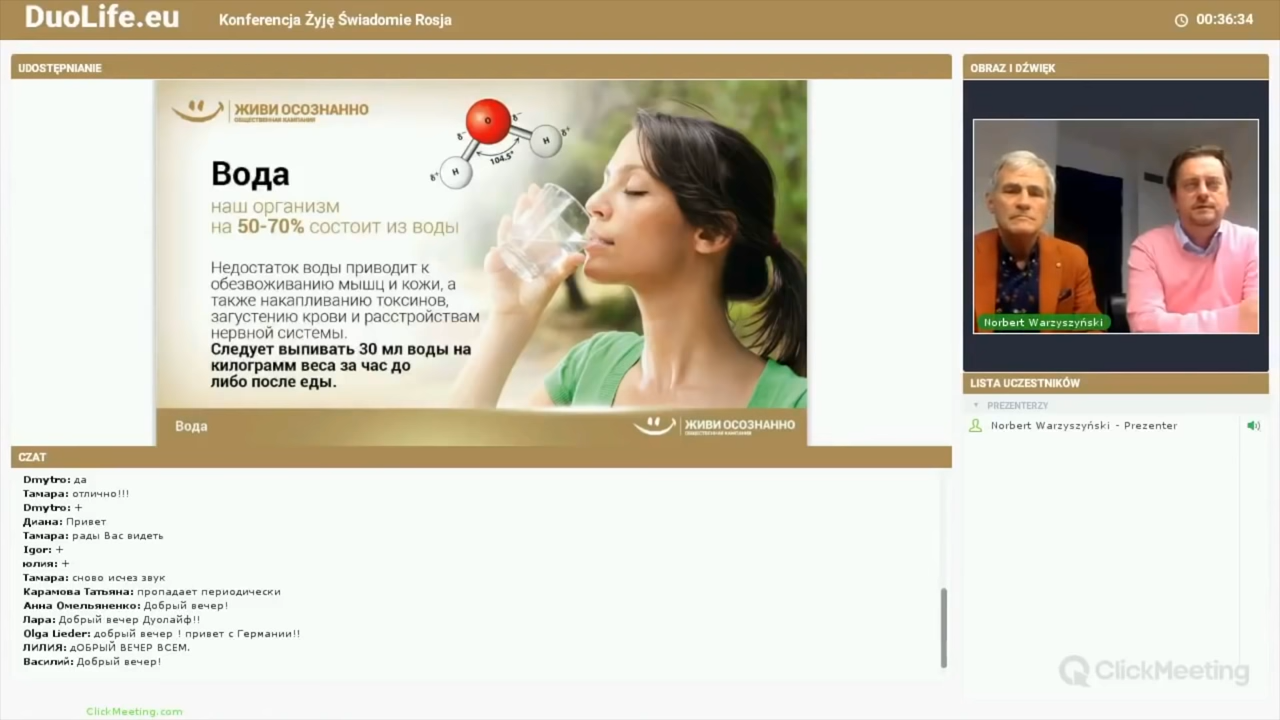 DuoLife.eu
Konferencja Żyję Świadomie Rosja
00:36:34
UDOSTĘPNIANIE
OBRAZ I DŹWIĘK
ЖИВИ ОСОЗНАННО
ОБЩЕСТВЕННАЯ КАМПАНИЯ
O
H
H
δ⁻
δ⁻
δ⁺
δ⁺
104.5°
Вода
наш организм
на 50-70% состоит из воды
Недостаток воды приводит к
обезвоживанию мышц и кожи, а
также накапливанию токсинов,
загустению крови и расстройствам
нервной системы.
Следует выпивать 30 мл воды на
килограмм веса за час до
либо после еды.
Вода
ЖИВИ ОСОЗНАННО
ОБЩЕСТВЕННАЯ КАМПАНИЯ
Norbert Warzyszyński
LISTA UCZESTNIKÓW
PREZENTERZY
Norbert Warzyszyński - Prezenter
CZAT
Dmytro: да
Тамара: отлично!!!
Dmytro: +
Диана: Привет
Тамара: рады Вас видеть
Igor: +
юлия: +
Тамара: сново исчез звук
Карамова Татьяна: пропадает периодически
Анна Омельяненко: Добрый вечер!
Лара: Добрый вечер Дуолайф!!
Olga Lieder: добрый вечер ! привет с Германии!!
ЛИЛИЯ: дОБРЫЙ ВЕЧЕР ВСЕМ.
Василий: Добрый вечер!
ClickMeeting
ClickMeeting.com